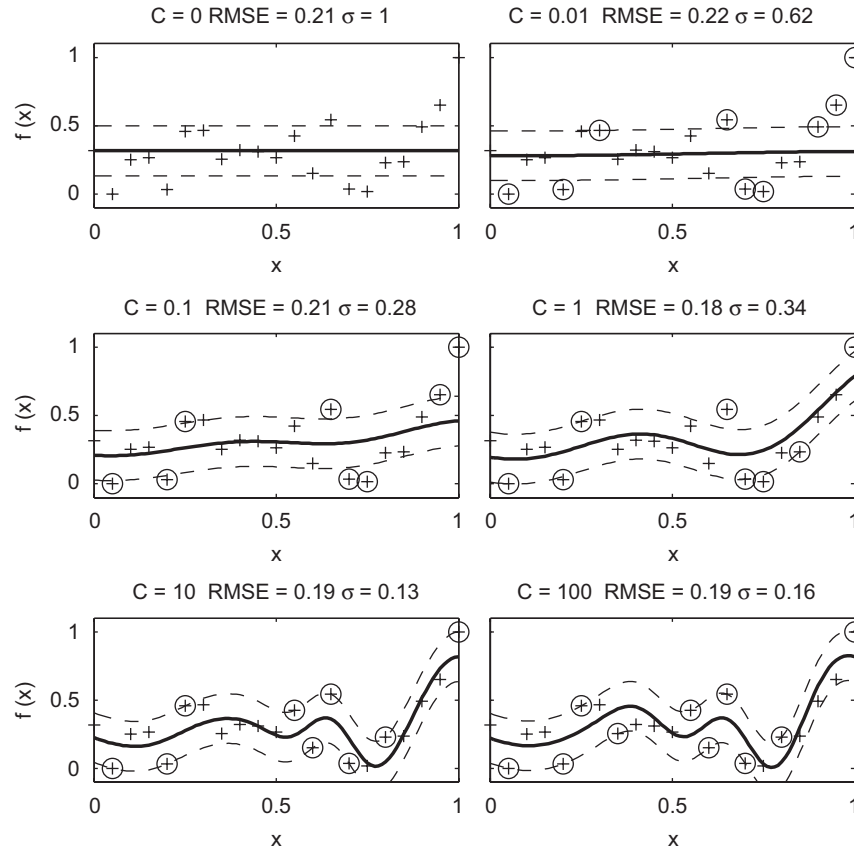 C = 0 RMSE = 0.21 σ = 1
C = 0.01 RMSE = 0.22 σ = 0.62
1
0.5
0
f (x)
0 0.5 1
x
0 0.5 1
x
C = 0.1 RMSE = 0.21 σ = 0.28
C = 1 RMSE = 0.18 σ = 0.34
1
0.5
0
f (x)
0 0.5 1
x
0 0.5 1
x
C = 10 RMSE = 0.19 σ = 0.13
C = 100 RMSE = 0.19 σ = 0.16
1
0.5
0
f (x)
0 0.5 1
x
0 0.5 1
x